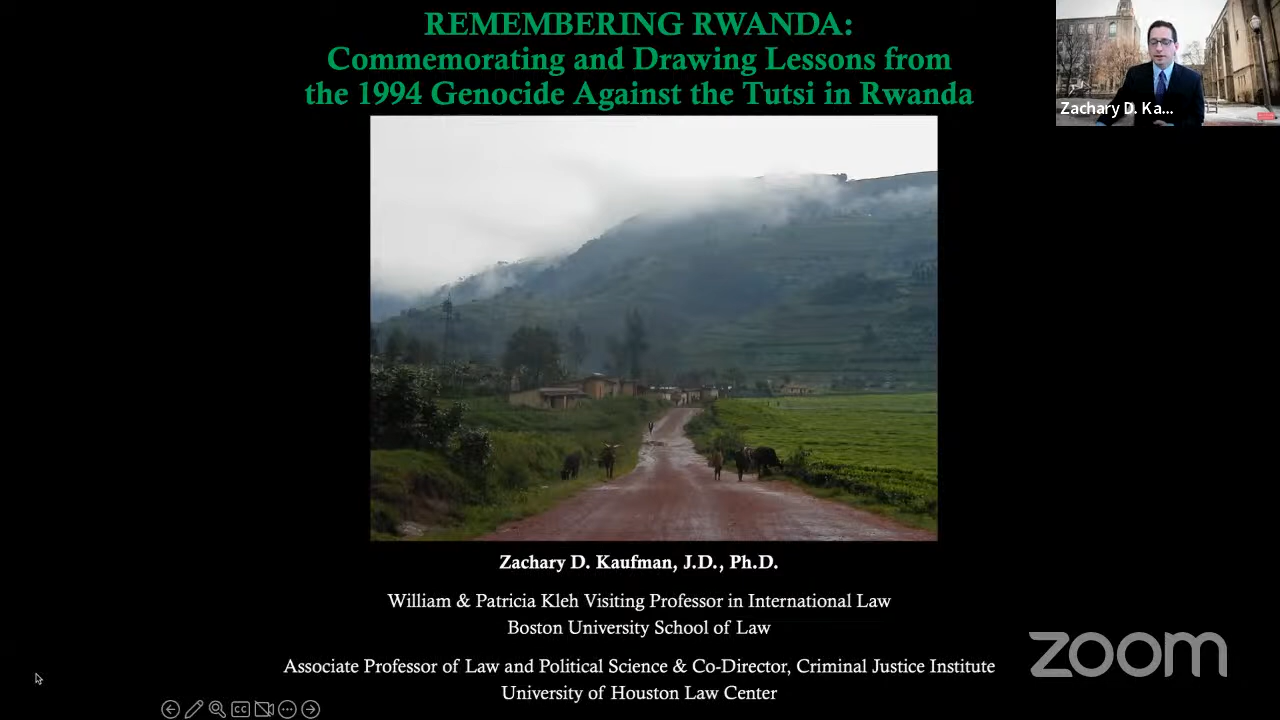 REMEMBERING RWANDA:
Commemorating and Drawing Lessons from
the 1994 Genocide Against the Tutsi in Rwanda
Zachary D. Ka...
Zachary D. Kaufman, J.D., Ph.D.
William & Patricia Kleh Visiting Professor in International Law
Boston University School of Law
Associate Professor of Law and Political Science & Co-Director, Criminal Justice Institute
University of Houston Law Center
zoom
CC